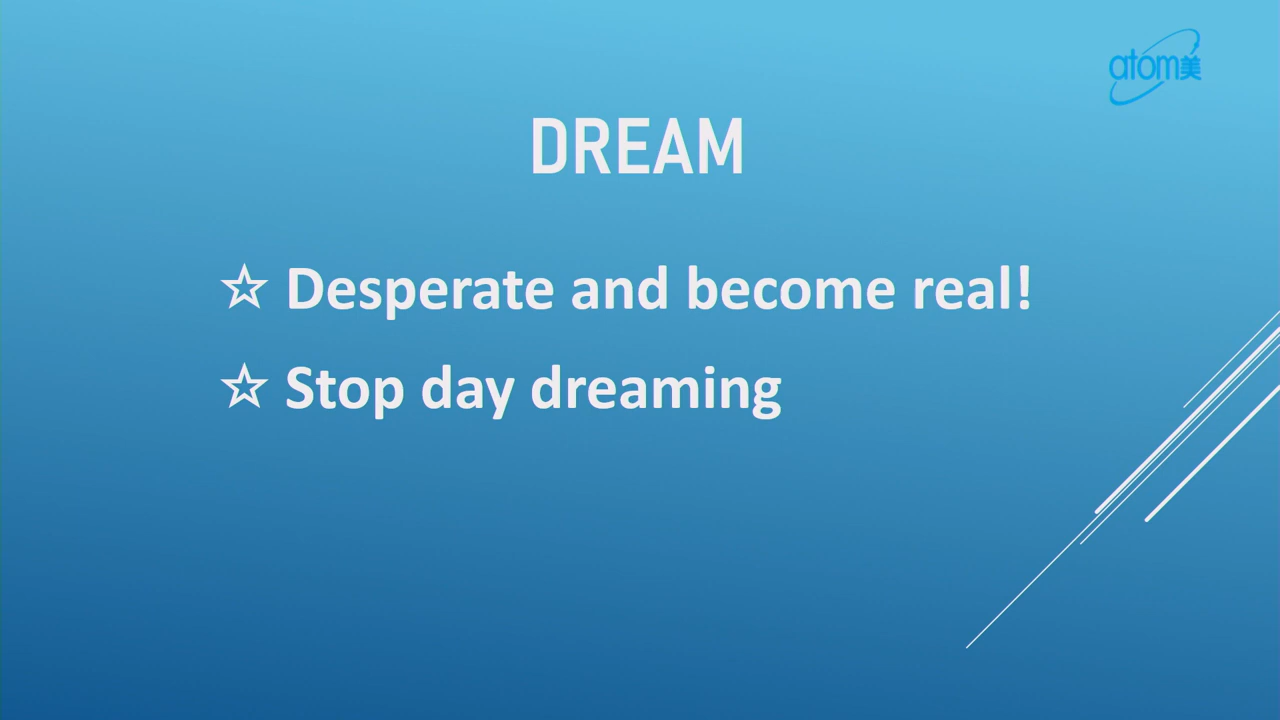 atom美
DREAM
☆ Desperate and become real!
☆ Stop day dreaming